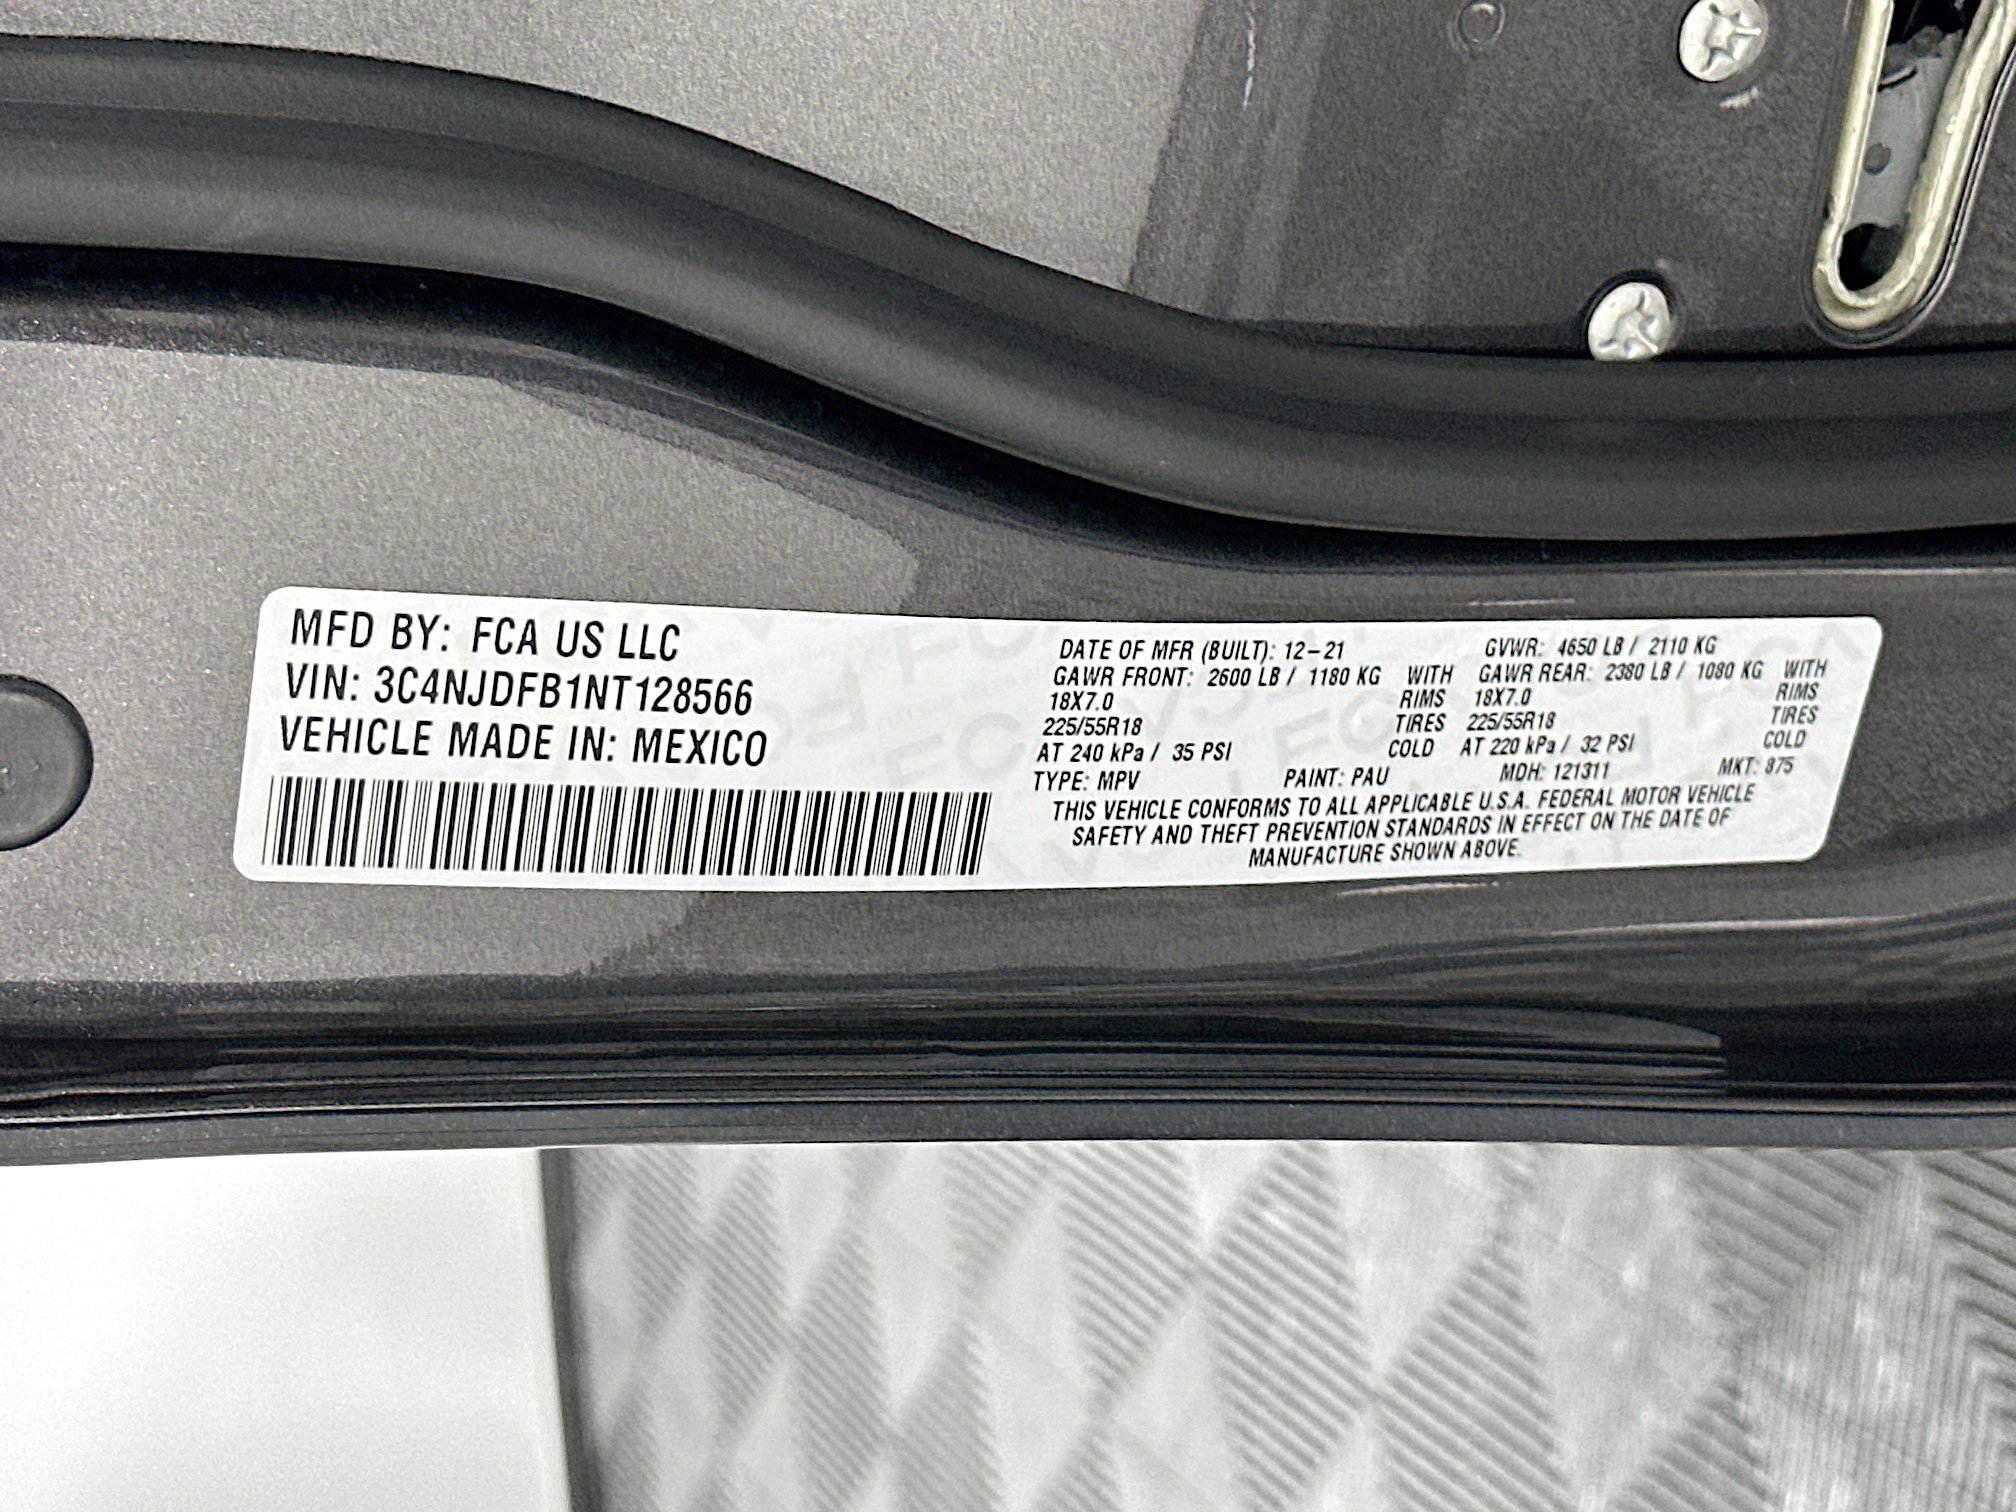 MFD BY: FCA US LLC
VIN: 3C4NJDFB1NT128566
VEHICLE MADE IN: MEXICO
DATE OF MFR (BUILT): 12-21 GVWR: 4650 LB / 2110 KG
GAWR FRONT: 2600 LB / 1180 KG WITH GAWR REAR: 2380 LB / 1080 KG WITH
18X7.0 RIMS 18X7.0 RIMS
225/55R18 TIRES 225/55R18 TIRES
AT 240 kPa / 35 PSI COLD AT 220 kPa / 32 PSI COLD
TYPE: MPV PAINT: PAU MDH: 121311 MKT: 875
THIS VEHICLE CONFORMS TO ALL APPLICABLE U.S.A. FEDERAL MOTOR VEHICLE
SAFETY AND THEFT PREVENTION STANDARDS IN EFFECT ON THE DATE OF
MANUFACTURE SHOWN ABOVE.